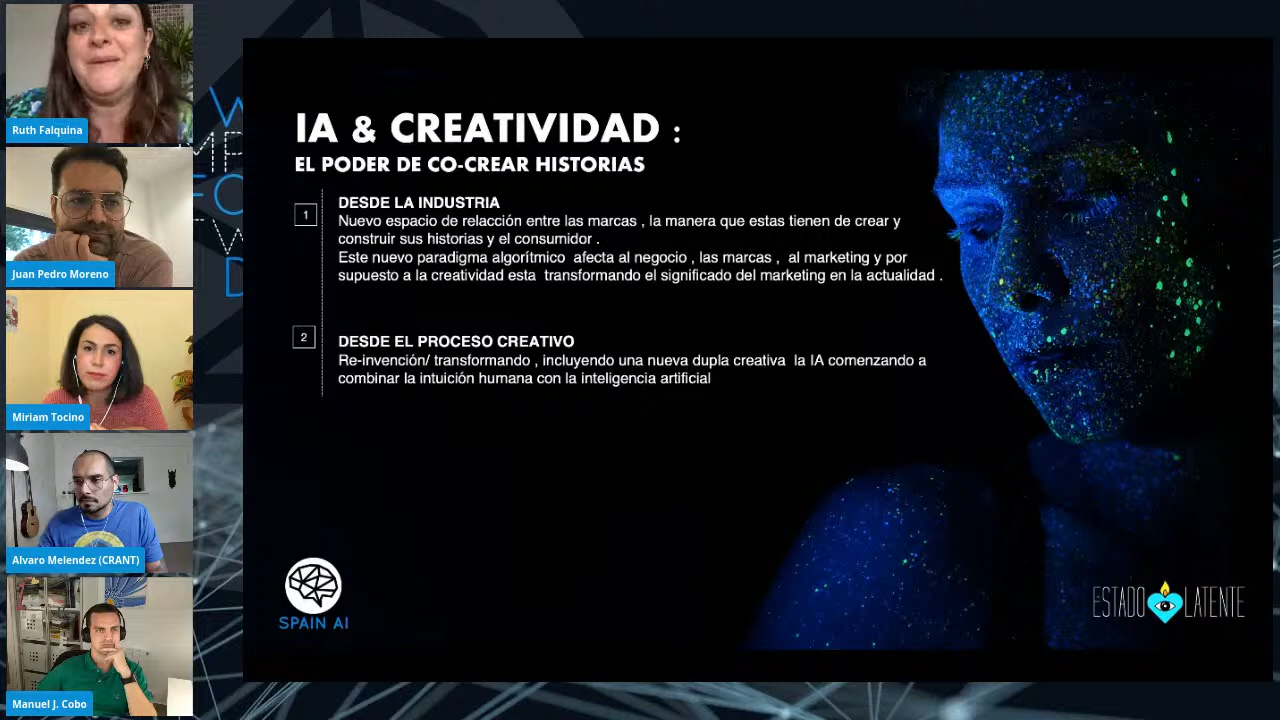 Ruth Falquina
Juan Pedro Moreno
Miriam Tocino
Alvaro Melendez (CRANT)
Manuel J. Cobo
IA & CREATIVIDAD :
EL PODER DE CO-CREAR HISTORIAS
1
DESDE LA INDUSTRIA
Nuevo espacio de relacción entre las marcas , la manera que estas tienen de crear y
construir sus historias y el consumidor .
Este nuevo paradigma algorítmico afecta al negocio , las marcas , al marketing y por
supuesto a la creatividad esta transformando el significado del marketing en la actualidad .
2
DESDE EL PROCESO CREATIVO
Re-invención/ transformando , incluyendo una nueva dupla creativa la IA comenzando a
combinar la intuición humana con la inteligencia artificial
SPAIN AI
ESTADO LATENTE